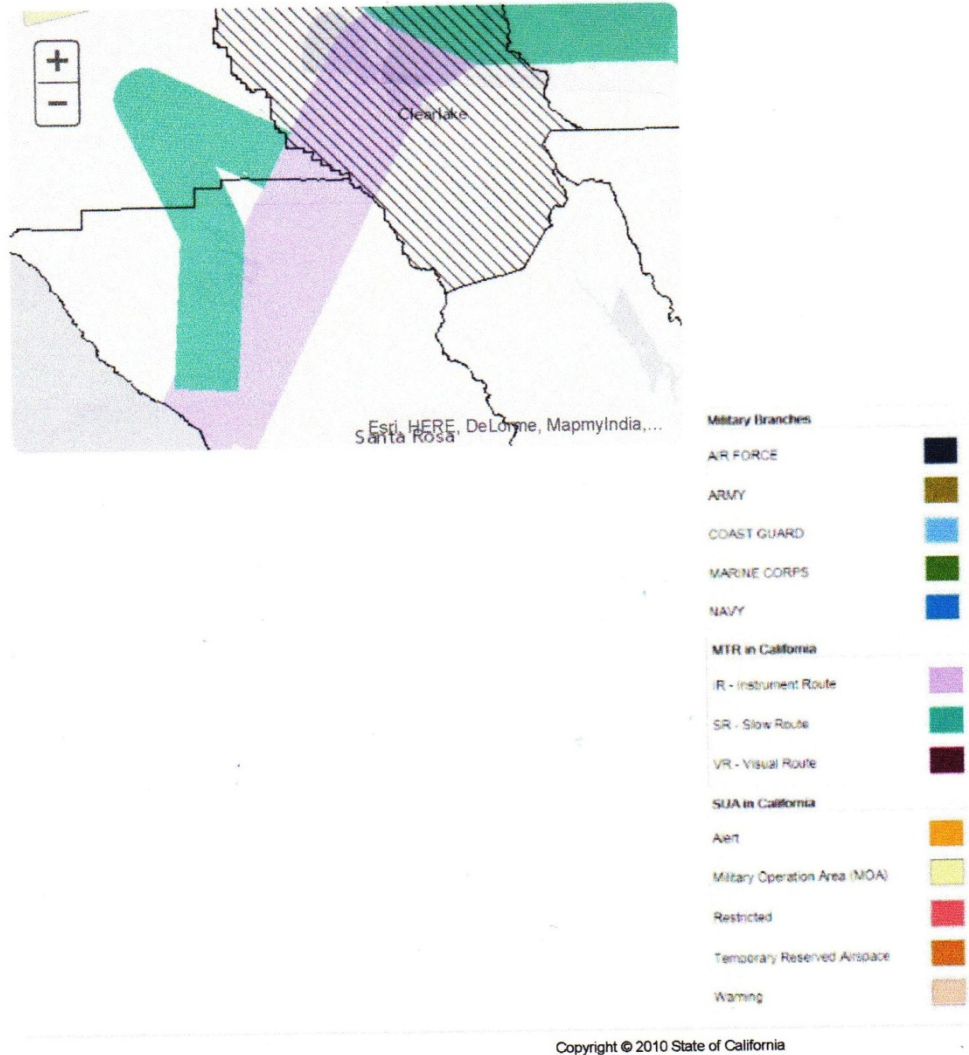 +
−
Clearlake
Esri, HERE, DeLorme, MapmyIndia,...
Santa Rosa
Military Branches
AIR FORCE
ARMY
COAST GUARD
MARINE CORPS
NAVY
MTR in California
IR - Instrument Route
SR - Slow Route
VR - Visual Route
SUA in California
Alert
Military Operation Area (MOA)
Restricted
Temporary Reserved Airspace
Warning
Copyright © 2010 State of California